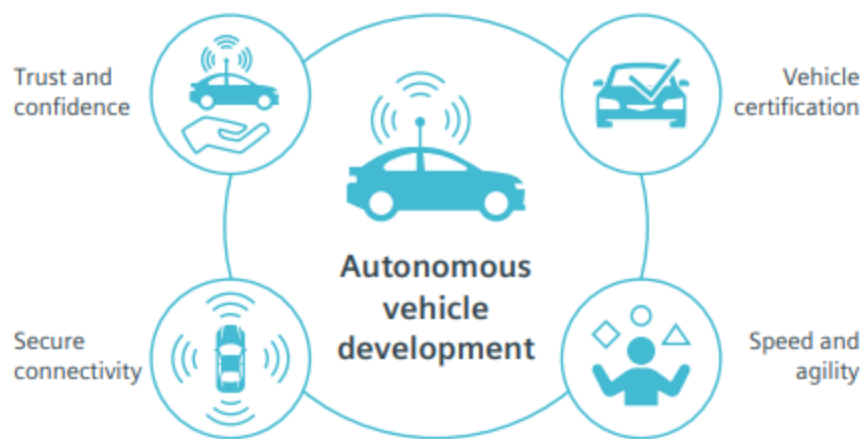 Trust and
confidence
Vehicle
certification
Autonomous
vehicle
development
Secure
connectivity
Speed and
agility